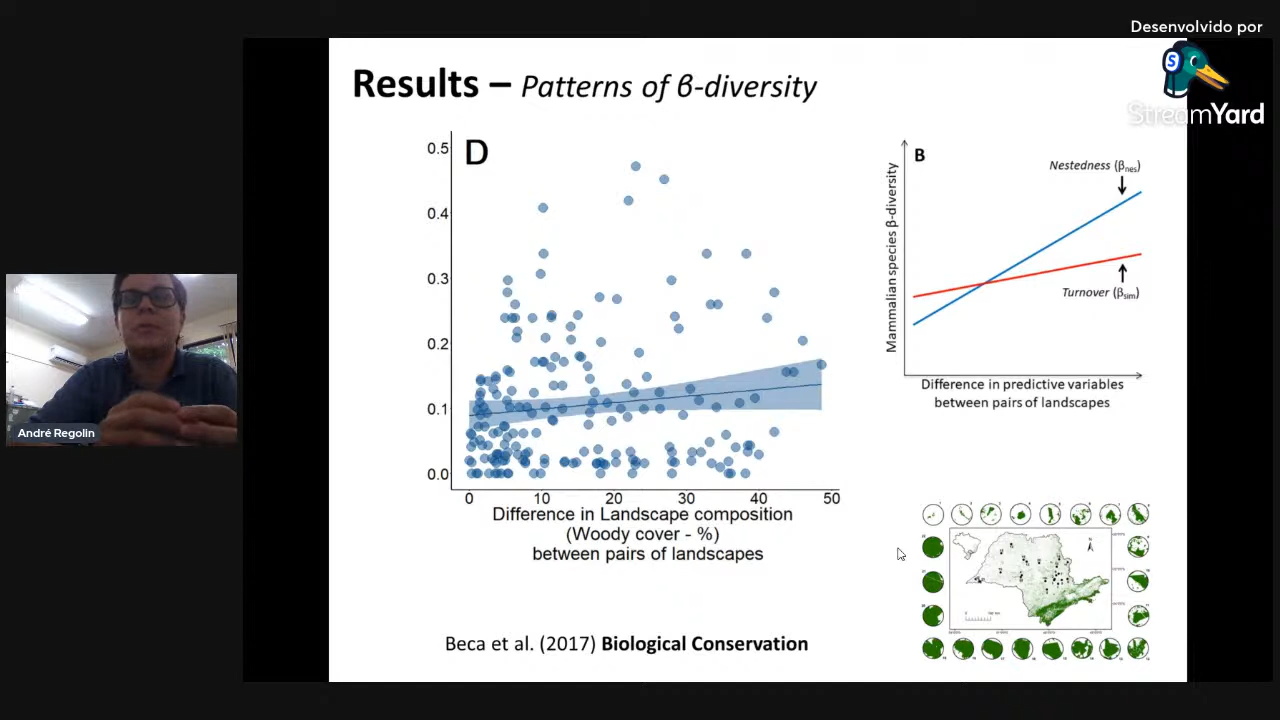 Desenvolvido por
StreamYard
Results – Patterns of β-diversity
D
0.5
0.4
0.3
0.2
0.1
0.0
0 10 20 30 40 50
Difference in Landscape composition
(Woody cover - %)
between pairs of landscapes
B
Mammalian species β-diversity
Nestedness (βnes)
Turnover (βsim)
Difference in predictive variables
between pairs of landscapes
Beca et al. (2017) Biological Conservation
André Regolin